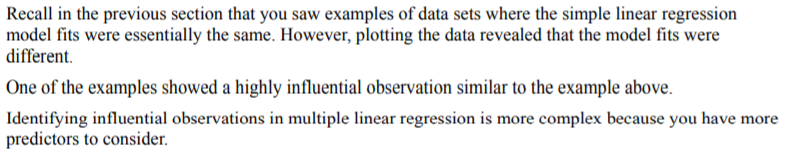 Recall in the previous section that you saw examples of data sets where the simple linear regression
model fits were essentially the same. However, plotting the data revealed that the model fits were
different.
One of the examples showed a highly influential observation similar to the example above.
Identifying influential observations in multiple linear regression is more complex because you have more
predictors to consider.